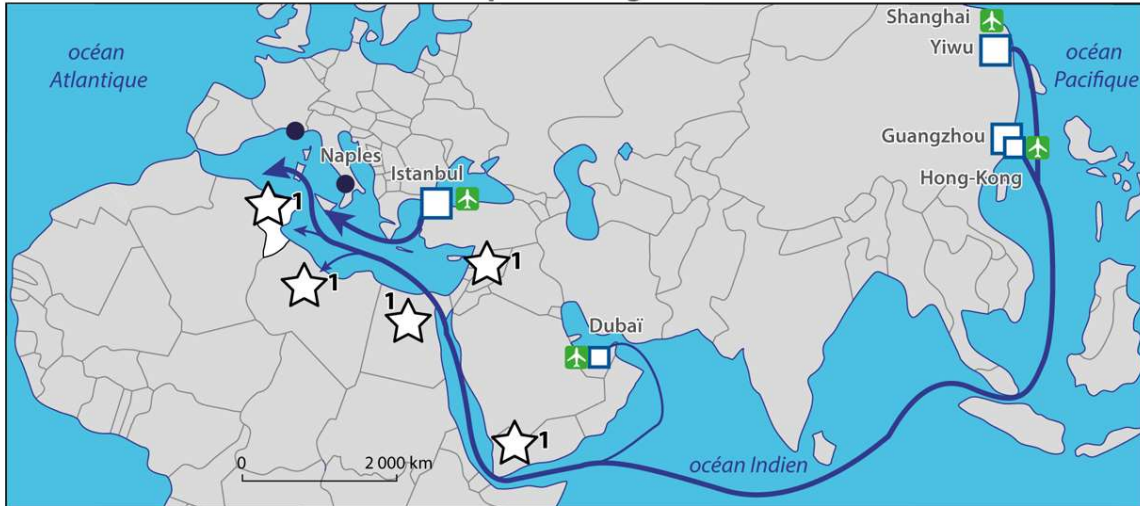 Shanghai
Yiwu
océan
Atlantique
océan
Pacifique
Guangzhou
Hong-Kong
Naples
Istanbul
1
1
1
1
Dubaï
1
0
2 000 km
océan Indien